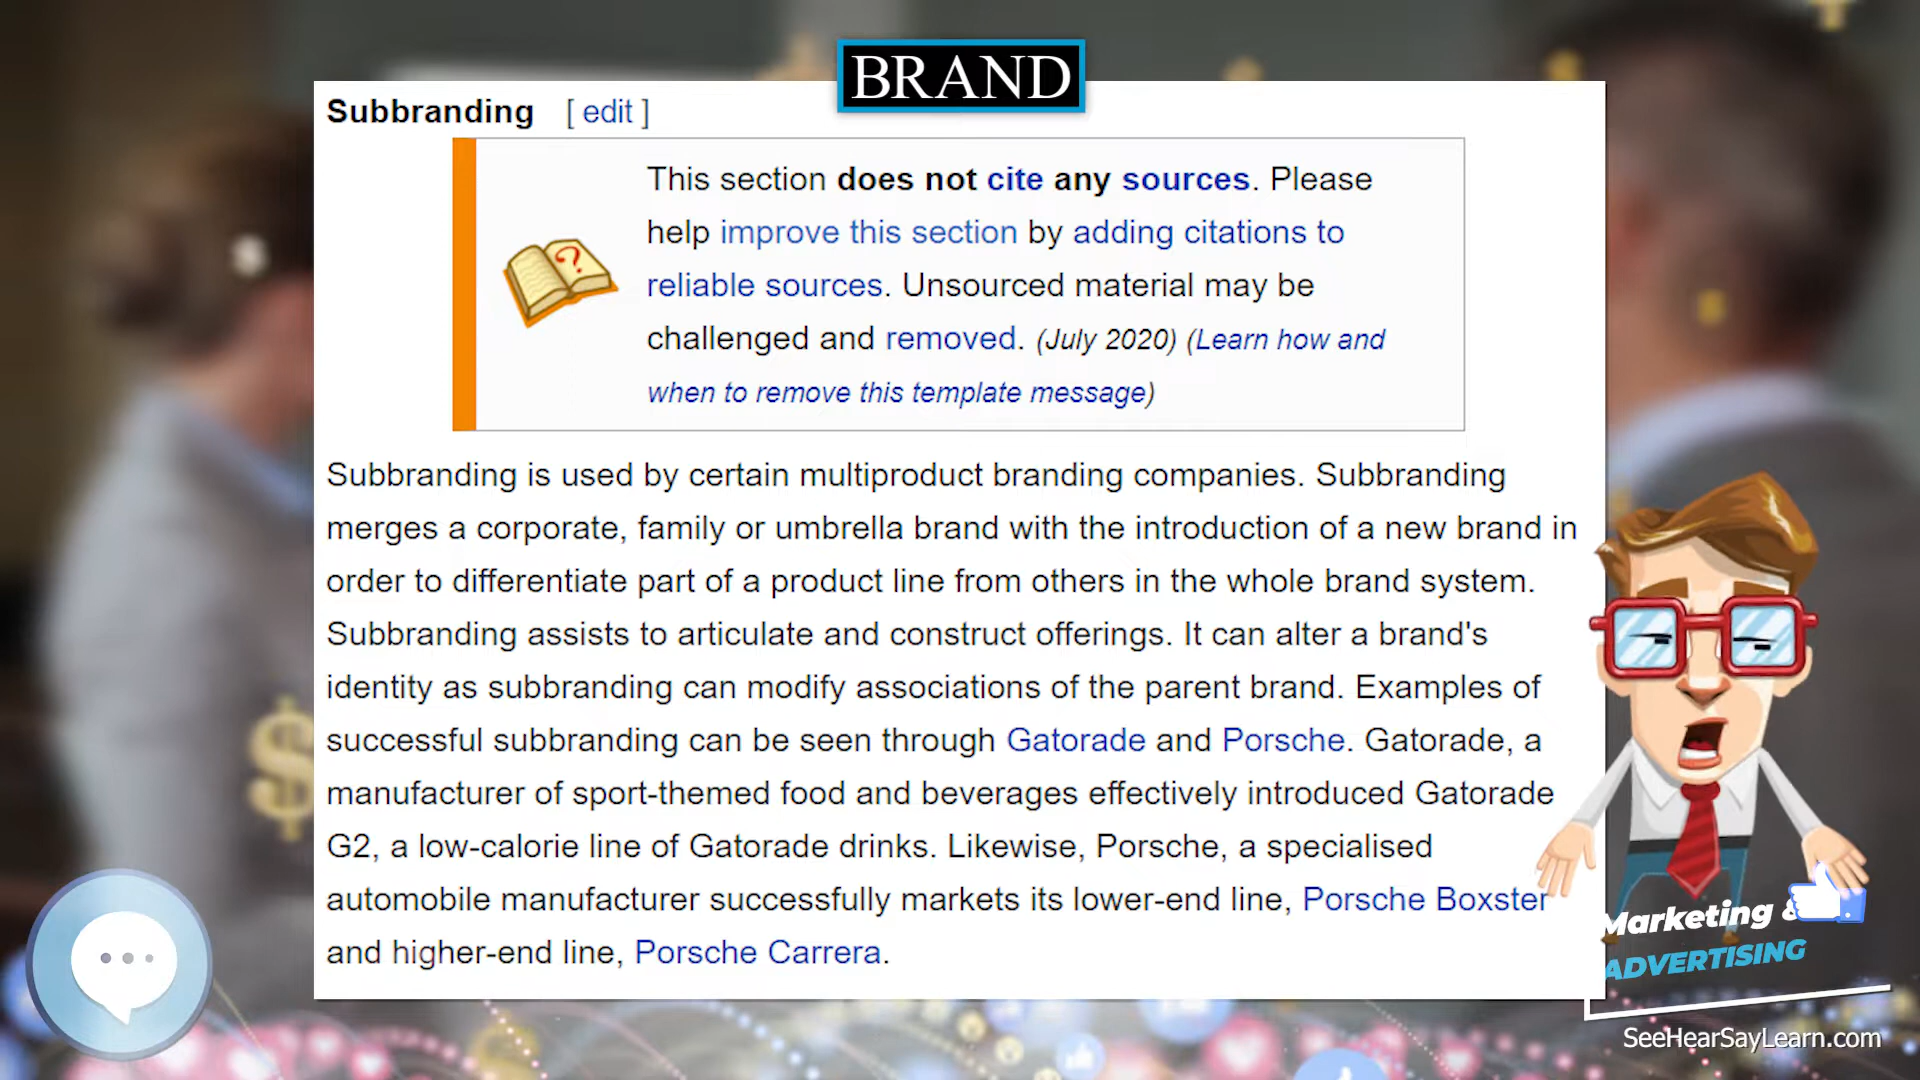 BRAND
Subbranding [ edit ]
This section does not cite any sources. Please
help improve this section by adding citations to
reliable sources. Unsourced material may be
challenged and removed. (July 2020) (Learn how and
when to remove this template message)
Subbranding is used by certain multiproduct branding companies. Subbranding
merges a corporate, family or umbrella brand with the introduction of a new brand in
order to differentiate part of a product line from others in the whole brand system.
Subbranding assists to articulate and construct offerings. It can alter a brand's
identity as subbranding can modify associations of the parent brand. Examples of
successful subbranding can be seen through Gatorade and Porsche. Gatorade, a
manufacturer of sport-themed food and beverages effectively introduced Gatorade
G2, a low-calorie line of Gatorade drinks. Likewise, Porsche, a specialised
automobile manufacturer successfully markets its lower-end line, Porsche Boxster
and higher-end line, Porsche Carrera.
Marketing &
ADVERTISING
SeeHearSayLearn.com